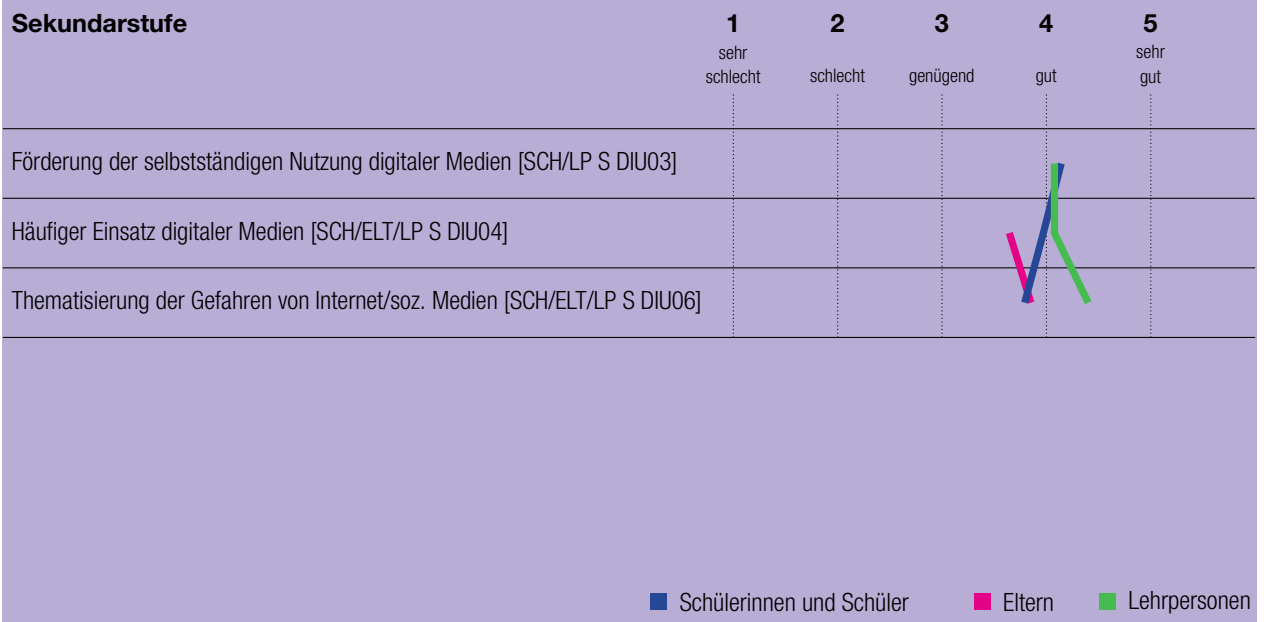 Sekundarstufe
1 2 3 4 5
sehr schlecht schlecht genügend gut sehr gut
Förderung der selbstständigen Nutzung digitaler Medien [SCH/LP S DIU03]
Häufiger Einsatz digitaler Medien [SCH/ELT/LP S DIU04]
Thematisierung der Gefahren von Internet/soz. Medien [SCH/ELT/LP S DIU06]
Schülerinnen und Schüler Eltern Lehrpersonen